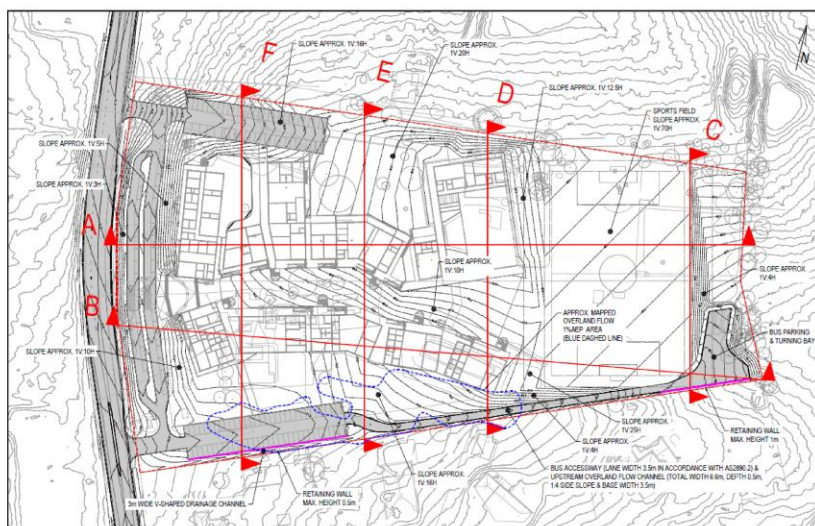 F
SLOPE APPROX. 1V:16H
SLOPE APPROX.
1V:20H
E
N
D
SLOPE APPROX. 1V:12.5H
SPORTS FIELD
SLOPE APPROX.
1V:70H
C
SLOPE APPROX. 1V:5H
SLOPE APPROX. 1V:3H
A
SLOPE APPROX.
1V:10H
SLOPE APPROX.
1V:4H
B
APPROX. MAPPED
OVERLAND FLOW
1%AEP AREA
(BLUE DASHED LINE)
BUS PARKING
& TURNING BAY
SLOPE APPROX. 1V:10H
SLOPE APPROX.
1V:25H
RETAINING WALL
MAX. HEIGHT 1m
SLOPE APPROX.
1V:4H
BUS ACCESSWAY (LANE WIDTH 3.5m IN ACCORDANCE WITH AS2890.2) &
UPSTREAM OVERLAND FLOW CHANNEL (TOTAL WIDTH 6.6m, DEPTH 0.5m,
1:4 SIDE SLOPE & BASE WIDTH 3.5m)
SLOPE APPROX.
1V:16H
RETAINING WALL
MAX. HEIGHT 0.5m
3m WIDE V-SHAPED DRAINAGE CHANNEL